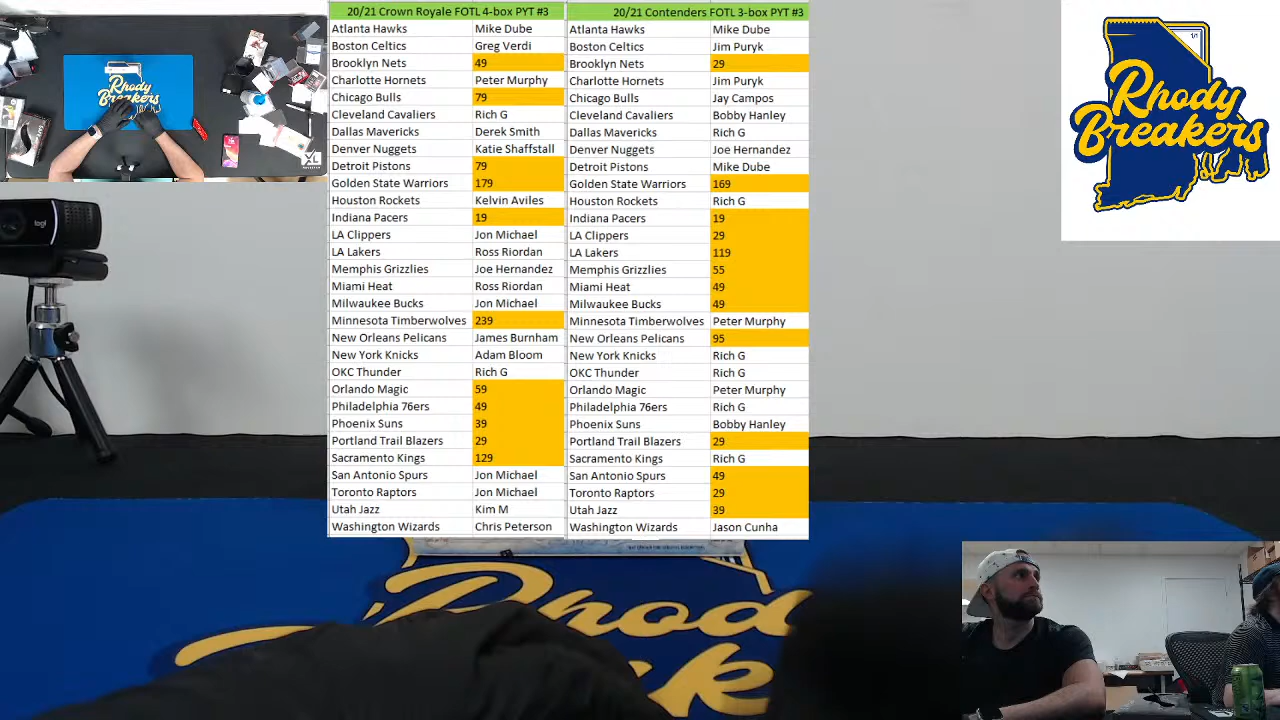 20/21 Crown Royale FOTL 4-box PYT #3
Atlanta Hawks Mike Dube
Boston Celtics Greg Verdi
Brooklyn Nets 49
Charlotte Hornets Peter Murphy
Chicago Bulls 79
Cleveland Cavaliers Rich G
Dallas Mavericks Derek Smith
Denver Nuggets Katie Shaffstall
Detroit Pistons 79
Golden State Warriors 179
Houston Rockets Kelvin Aviles
Indiana Pacers 19
LA Clippers Jon Michael
LA Lakers Ross Riordan
Memphis Grizzlies Joe Hernandez
Miami Heat Ross Riordan
Milwaukee Bucks Jon Michael
Minnesota Timberwolves 239
New Orleans Pelicans James Burnham
New York Knicks Adam Bloom
OKC Thunder Rich G
Orlando Magic 59
Philadelphia 76ers 49
Phoenix Suns 39
Portland Trail Blazers 29
Sacramento Kings 129
San Antonio Spurs Jon Michael
Toronto Raptors Jon Michael
Utah Jazz Kim M
Washington Wizards Chris Peterson
20/21 Contenders FOTL 3-box PYT #3
Atlanta Hawks Mike Dube
Boston Celtics Jim Puryk
Brooklyn Nets 29
Charlotte Hornets Jim Puryk
Chicago Bulls Jay Campos
Cleveland Cavaliers Bobby Hanley
Dallas Mavericks Rich G
Denver Nuggets Joe Hernandez
Detroit Pistons Mike Dube
Golden State Warriors 169
Houston Rockets Rich G
Indiana Pacers 19
LA Clippers 29
LA Lakers 119
Memphis Grizzlies 55
Miami Heat 49
Milwaukee Bucks 49
Minnesota Timberwolves Peter Murphy
New Orleans Pelicans 95
New York Knicks Rich G
OKC Thunder Rich G
Orlando Magic Peter Murphy
Philadelphia 76ers Rich G
Phoenix Suns Bobby Hanley
Portland Trail Blazers 29
Sacramento Kings Rich G
San Antonio Spurs 49
Toronto Raptors 29
Utah Jazz 39
Washington Wizards Jason Cunha
Rhody
Breakers
1/1
Rhody
Breakers
XL
logi
Rhod